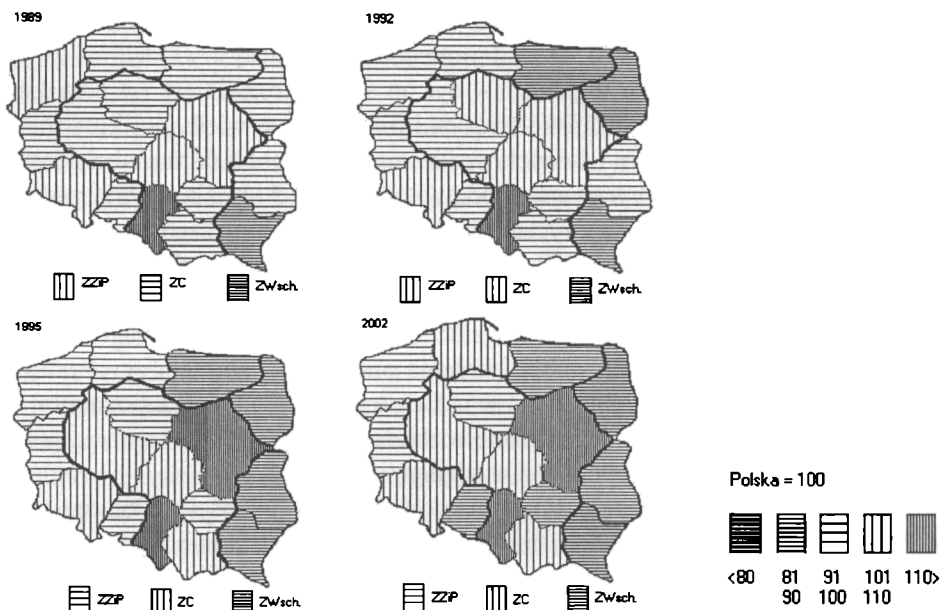 1989
1992
ZZiP ZC ZWsch.
ZZiP ZC ZWsch.
1995
2002
Polska = 100
<80 81 91 101 110>
90 100 110
ZZiP ZC ZWsch.
ZZiP ZC ZWsch.